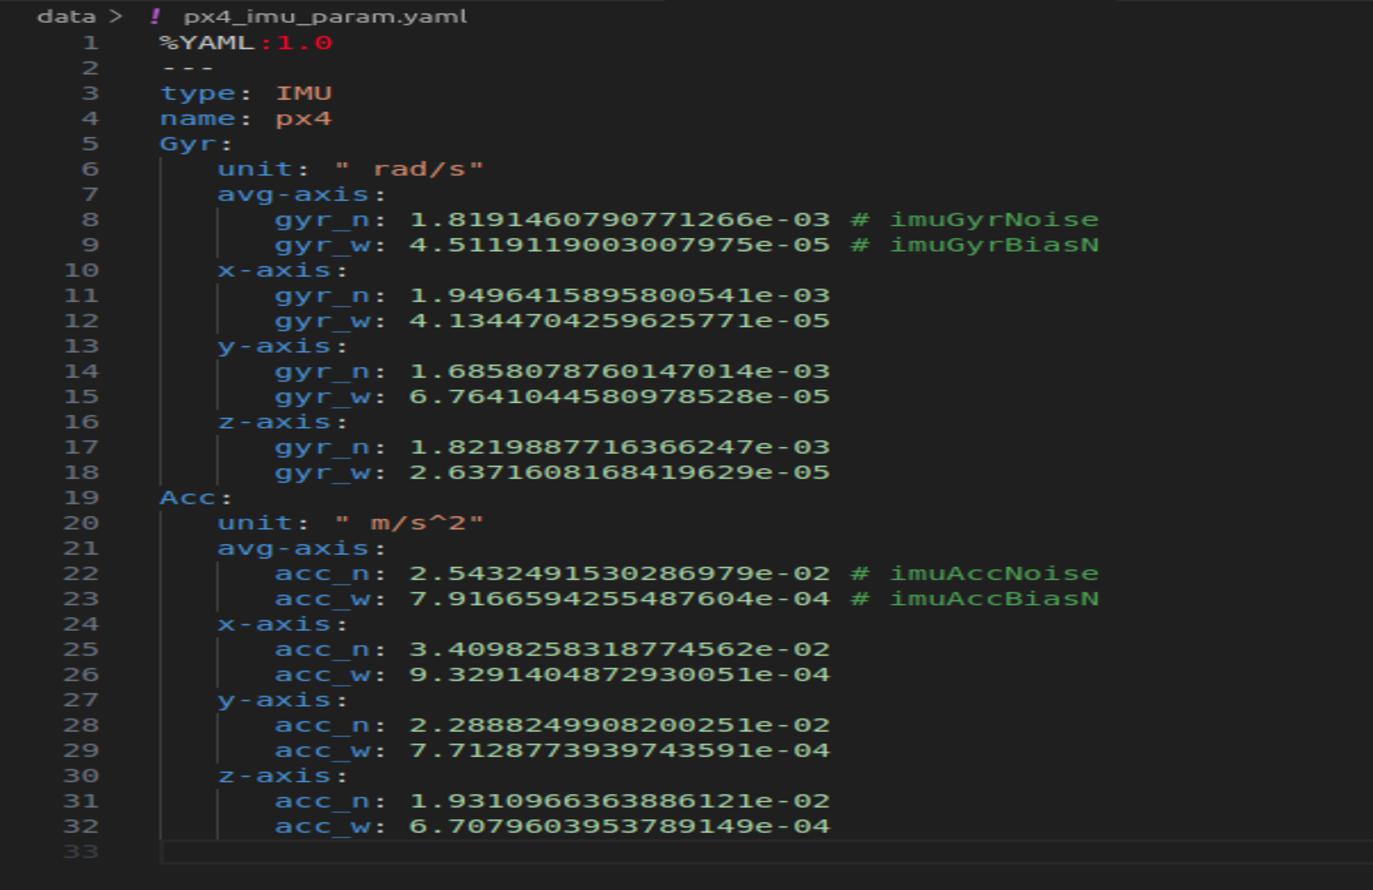 data > ! px4_imu_param.yaml
1 %YAML:1.0
2 ---
3 type: IMU
4 name: px4
5 Gyr:
6 unit: " rad/s"
7 avg-axis:
8 gyr_n: 1.8191460790771266e-03 # imuGyrNoise
9 gyr_w: 4.5119119003007975e-05 # imuGyrBiasN
10 x-axis:
11 gyr_n: 1.9496415895800541e-03
12 gyr_w: 4.1344704259625771e-05
13 y-axis:
14 gyr_n: 1.6858078760147014e-03
15 gyr_w: 6.7641044580978528e-05
16 z-axis:
17 gyr_n: 1.8219887716366247e-03
18 gyr_w: 2.6371608168419629e-05
19 Acc:
20 unit: " m/s^2"
21 avg-axis:
22 acc_n: 2.5432491530286979e-02 # imuAccNoise
23 acc_w: 7.9166594255487604e-04 # imuAccBiasN
24 x-axis:
25 acc_n: 3.4098258318774562e-02
26 acc_w: 9.3291404872930051e-04
27 y-axis:
28 acc_n: 2.2888249908200251e-02
29 acc_w: 7.7128773939743591e-04
30 z-axis:
31 acc_n: 1.9310966363886121e-02
32 acc_w: 6.7079603953789149e-04
33